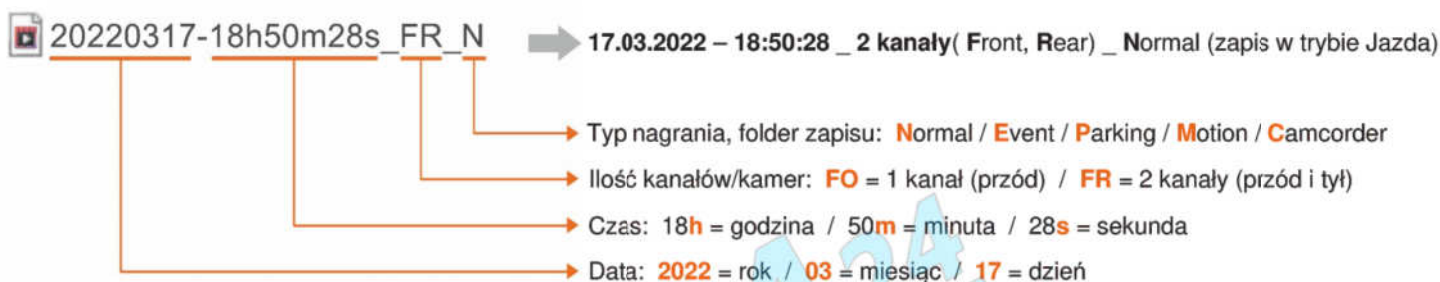 20220317-18h50m28s_FR_N 17.03.2022 – 18:50:28 _ 2 kanały( Front, Rear) _ Normal (zapis w trybie Jazda)
Typ nagrania, folder zapisu: Normal / Event / Parking / Motion / Camcorder
Ilość kanałów/kamer: FO = 1 kanał (przód) / FR = 2 kanały (przód i tył)
Czas: 18h = godzina / 50m = minuta / 28s = sekunda
Data: 2022 = rok / 03 = miesiąc / 17 = dzień